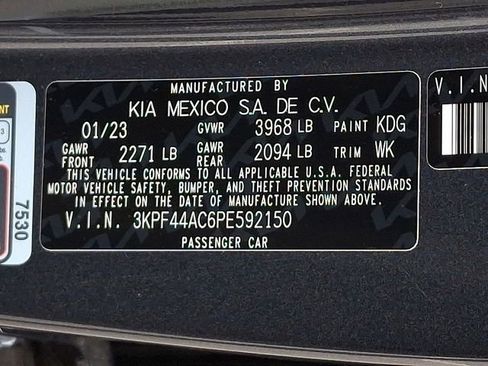 MANUFACTURED BY
KIA MEXICO S.A. DE C.V.
01/23 GVWR 3968 LB PAINT KDG
GAWR FRONT 2271 LB GAWR REAR 2094 LB TRIM WK
THIS VEHICLE CONFORMS TO ALL APPLICABLE U.S.A. FEDERAL
MOTOR VEHICLE SAFETY, BUMPER, AND THEFT PREVENTION STANDARDS
IN EFFECT ON THE DATE OF MANUFACTURE SHOWN ABOVE.
V.I.N. 3KPF44AC6PE592150
PASSENGER CAR
V.I.N
7530